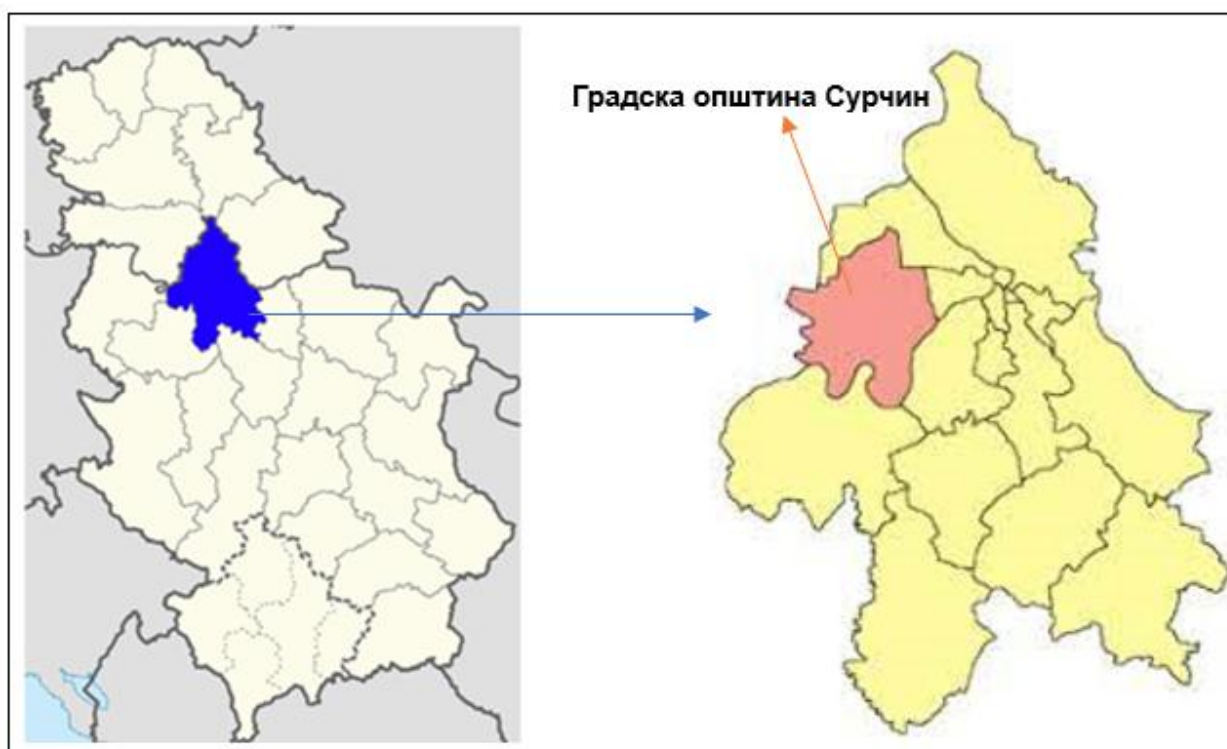 Градска општина Сурчин